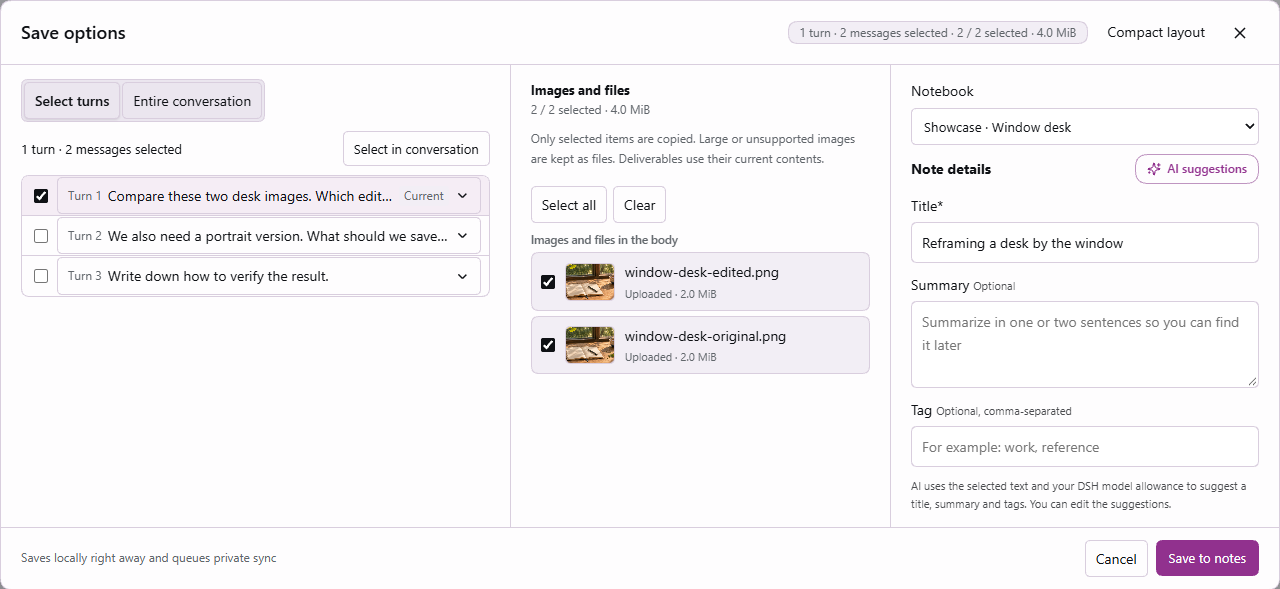 Save options
1 turn · 2 messages selected · 2 / 2 selected · 4.0 MiB
Compact layout
Select turns
Entire conversation
1 turn · 2 messages selected
Select in conversation
Turn 1 Compare these two desk images. Which edit... Current
Turn 2 We also need a portrait version. What should we save...
Turn 3 Write down how to verify the result.
Images and files
2 / 2 selected · 4.0 MiB
Only selected items are copied. Large or unsupported images
are kept as files. Deliverables use their current contents.
Select all
Clear
Images and files in the body
window-desk-edited.png
Uploaded · 2.0 MiB
window-desk-original.png
Uploaded · 2.0 MiB
Notebook
Showcase · Window desk
Note details
AI suggestions
Title*
Reframing a desk by the window
Summary Optional
Summarize in one or two sentences so you can find
it later
Tag Optional, comma-separated
For example: work, reference
AI uses the selected text and your DSH model allowance to suggest a
title, summary and tags. You can edit the suggestions.
Saves locally right away and queues private sync
Cancel
Save to notes